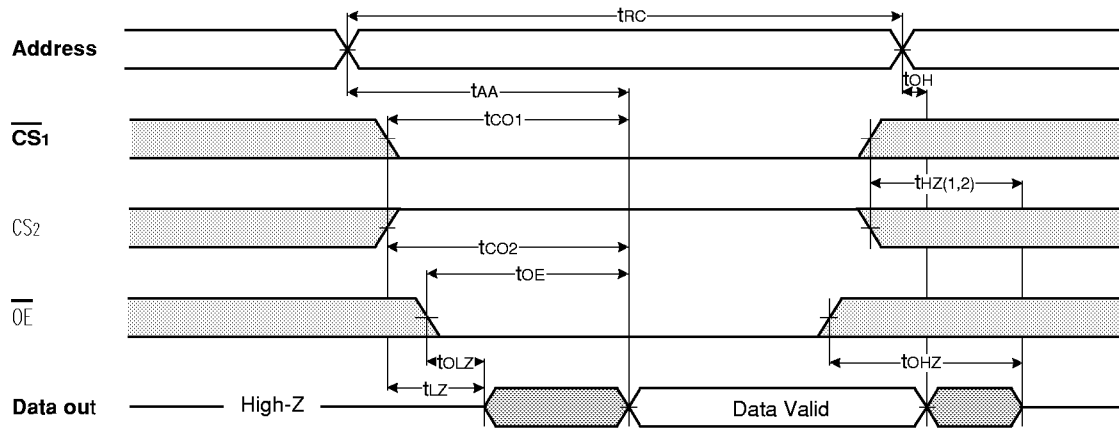 tRC
Address
tOH
tAA
tCO1
CS1
tHZ(1,2)
CS2
tCO2
tOE
OE
tOLZ
tOHZ
tLZ
Data out
High-Z
Data Valid